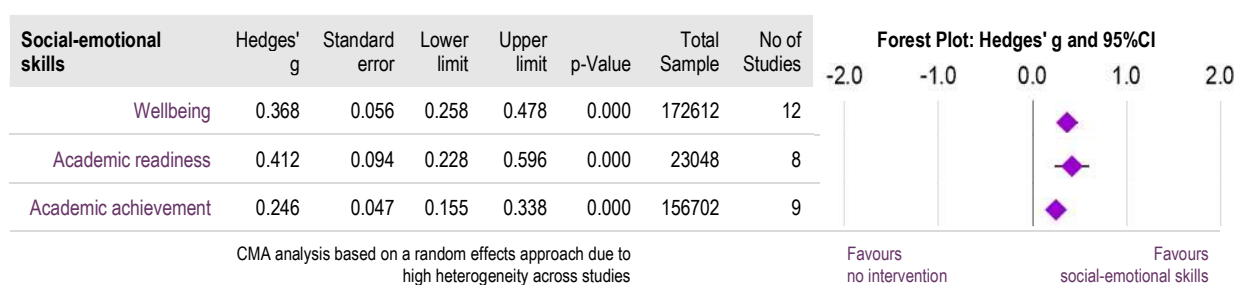 Social-emotional skills Hedges' g Standard error Lower limit Upper limit p-Value Total Sample No of Studies Forest Plot: Hedges' g and 95%CI
-2.0 -1.0 0.0 1.0 2.0
Wellbeing 0.368 0.056 0.258 0.478 0.000 172612 12
Academic readiness 0.412 0.094 0.228 0.596 0.000 23048 8
Academic achievement 0.246 0.047 0.155 0.338 0.000 156702 9
CMA analysis based on a random effects approach due to
high heterogeneity across studies
Favours
no intervention
Favours
social-emotional skills